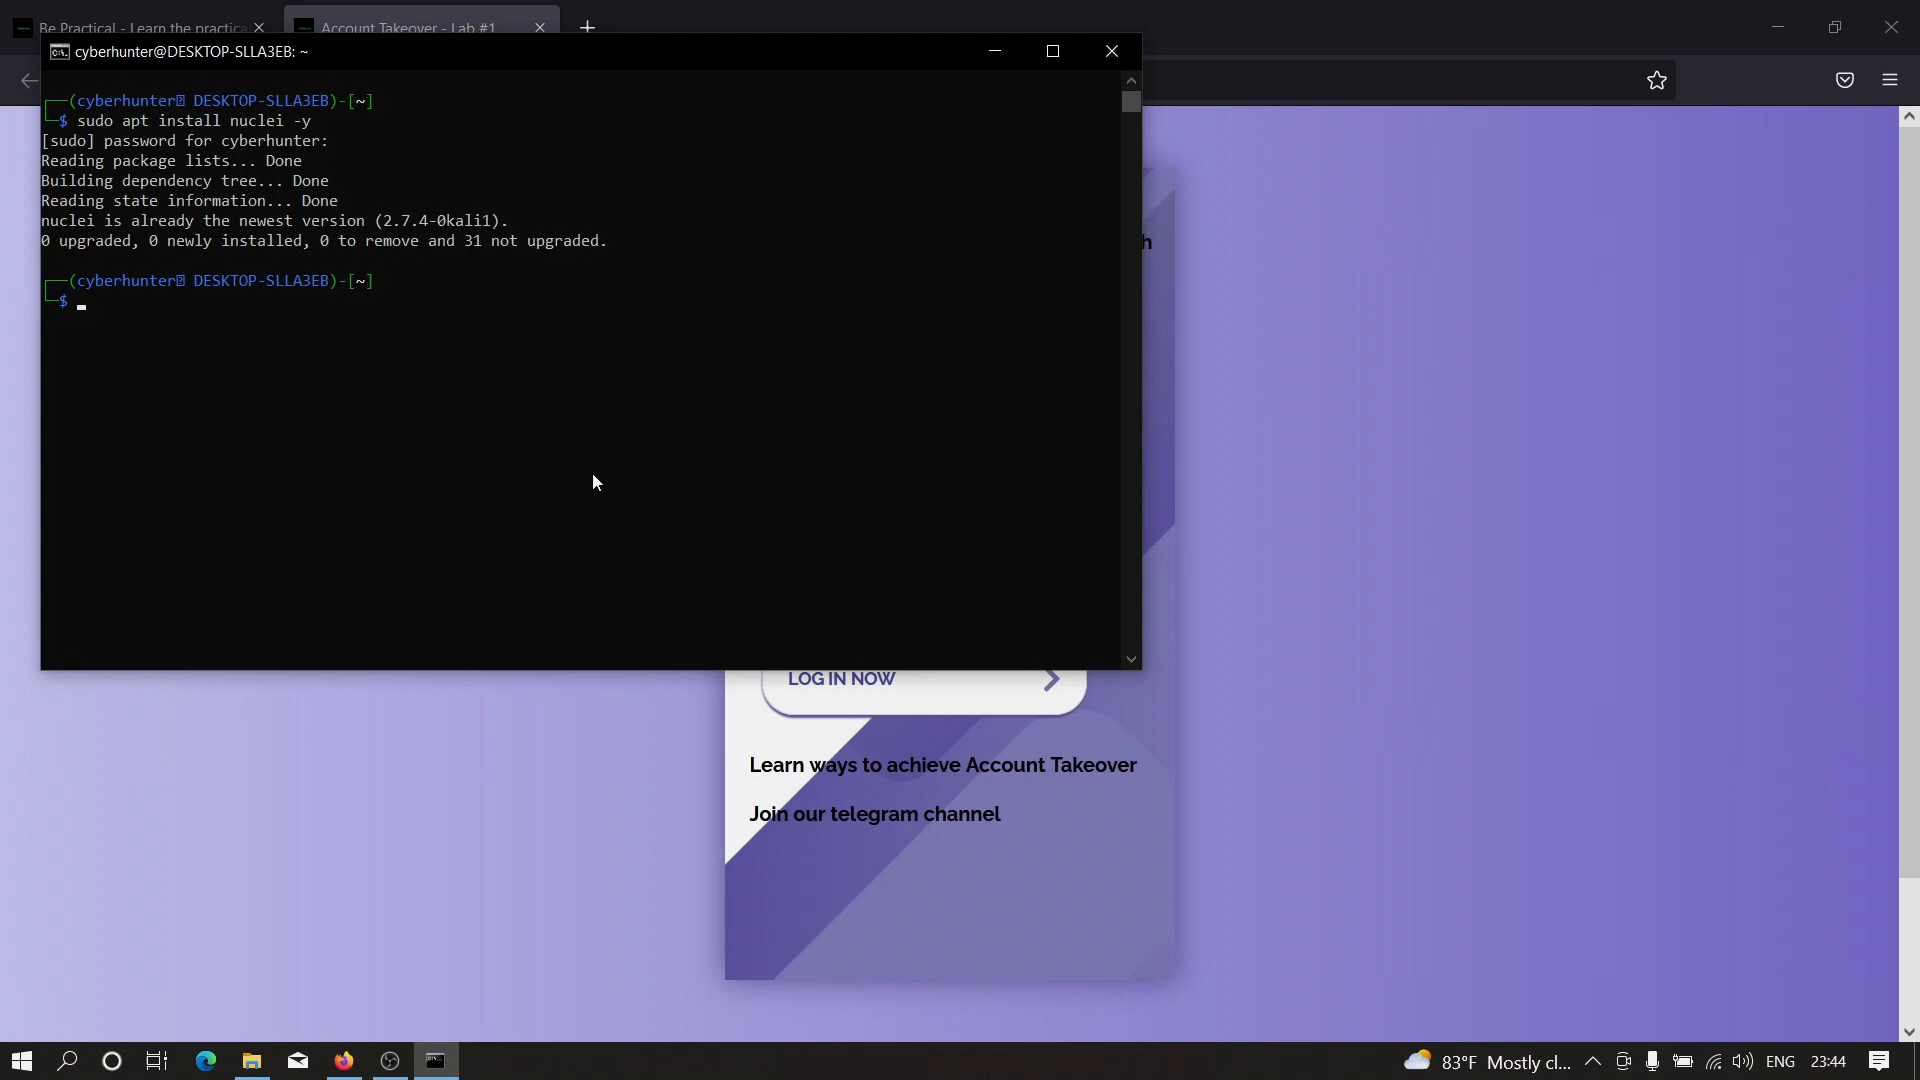 Be Practical - Learn the practica
Account Takeover - Lab #1
cyberhunter@DESKTOP-SLLA3EB: ~
(cyberhunter DESKTOP-SLLA3EB)-[~]
$ sudo apt install nuclei -y
[sudo] password for cyberhunter:
Reading package lists... Done
Building dependency tree... Done
Reading state information... Done
nuclei is already the newest version (2.7.4-0kali1).
0 upgraded, 0 newly installed, 0 to remove and 31 not upgraded.
(cyberhunter DESKTOP-SLLA3EB)-[~]
$
h
LOG IN NOW
Learn ways to achieve Account Takeover
Join our telegram channel
83°F Mostly cl... ENG 23:44